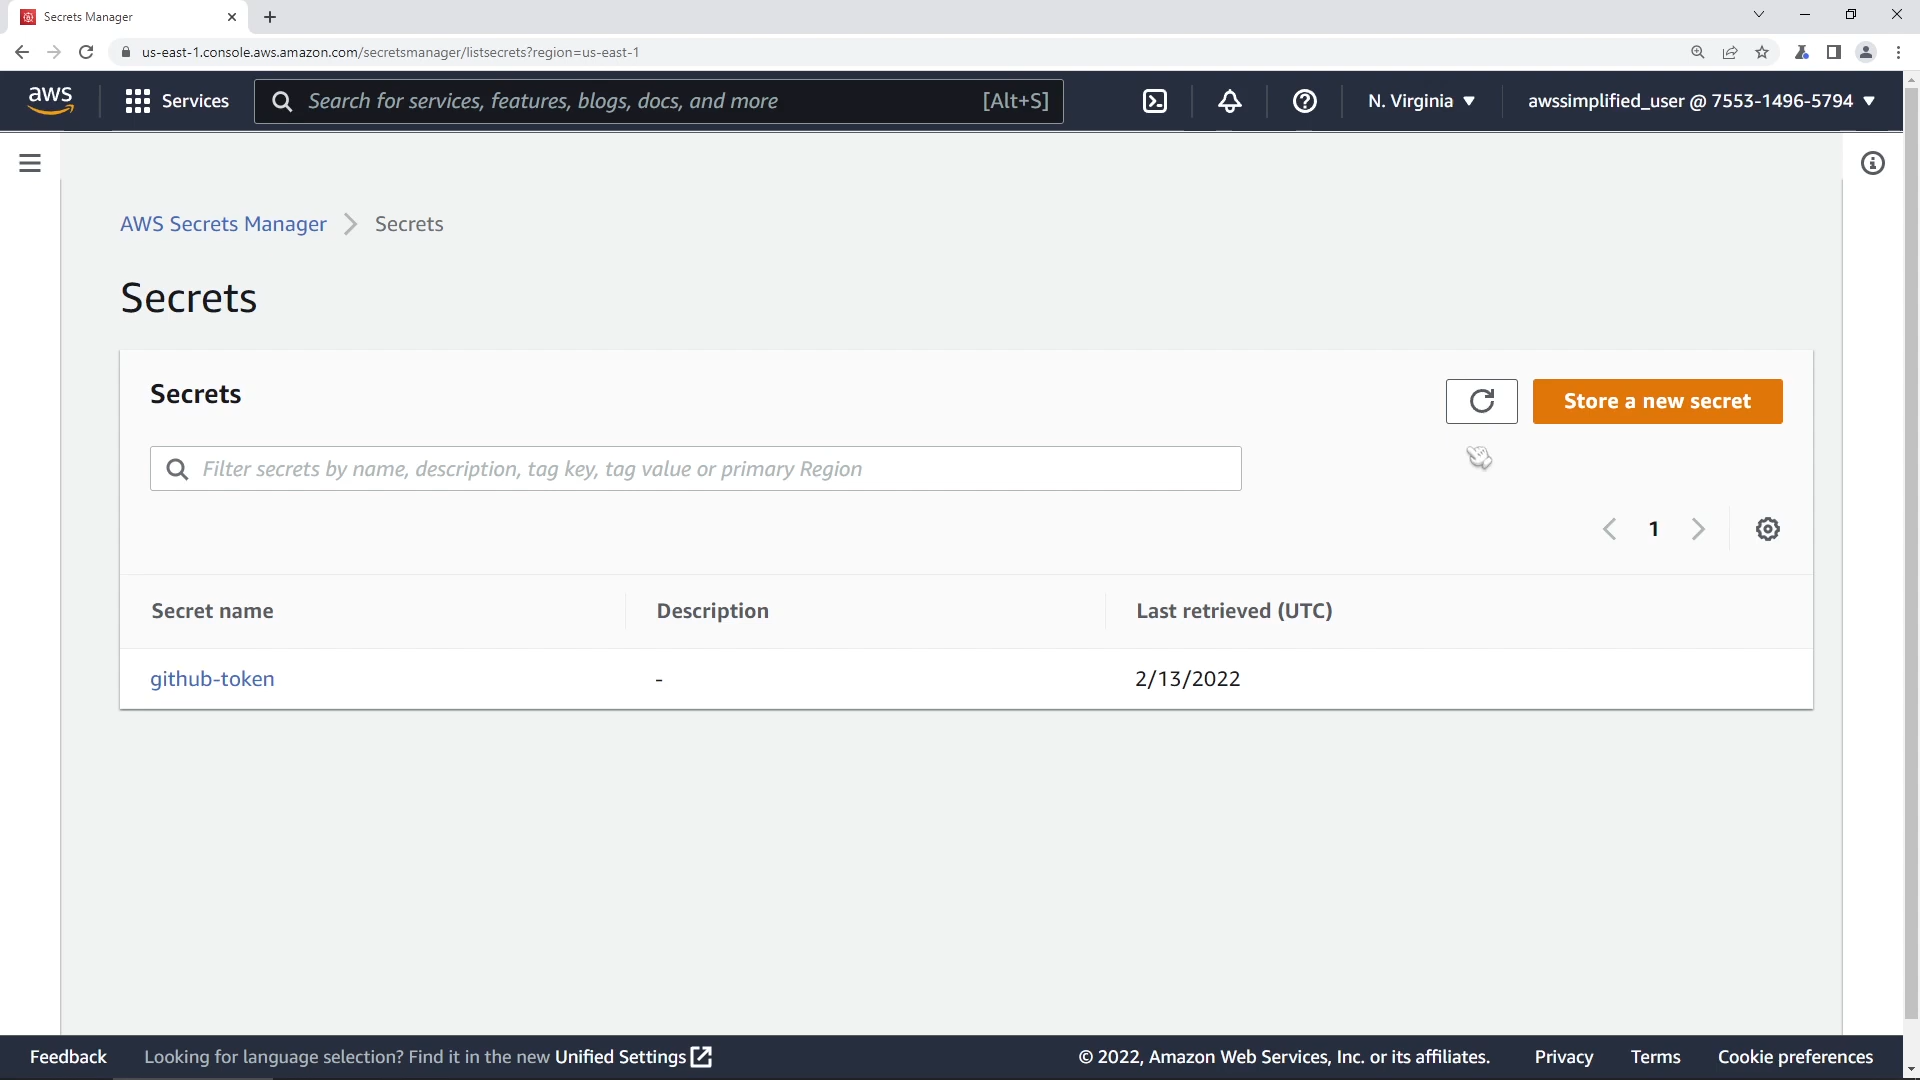 Secrets Manager
us-east-1.console.aws.amazon.com/secretsmanager/listsecrets?region=us-east-1
aws
Services
Search for services, features, blogs, docs, and more
[Alt+S]
N. Virginia
awssimplified_user @ 7553-1496-5794
AWS Secrets Manager
Secrets
Secrets
Secrets
Store a new secret
Filter secrets by name, description, tag key, tag value or primary Region
1
Secret name
Description
Last retrieved (UTC)
github-token
-
2/13/2022
Feedback
Looking for language selection? Find it in the new Unified Settings
© 2022, Amazon Web Services, Inc. or its affiliates.
Privacy
Terms
Cookie preferences